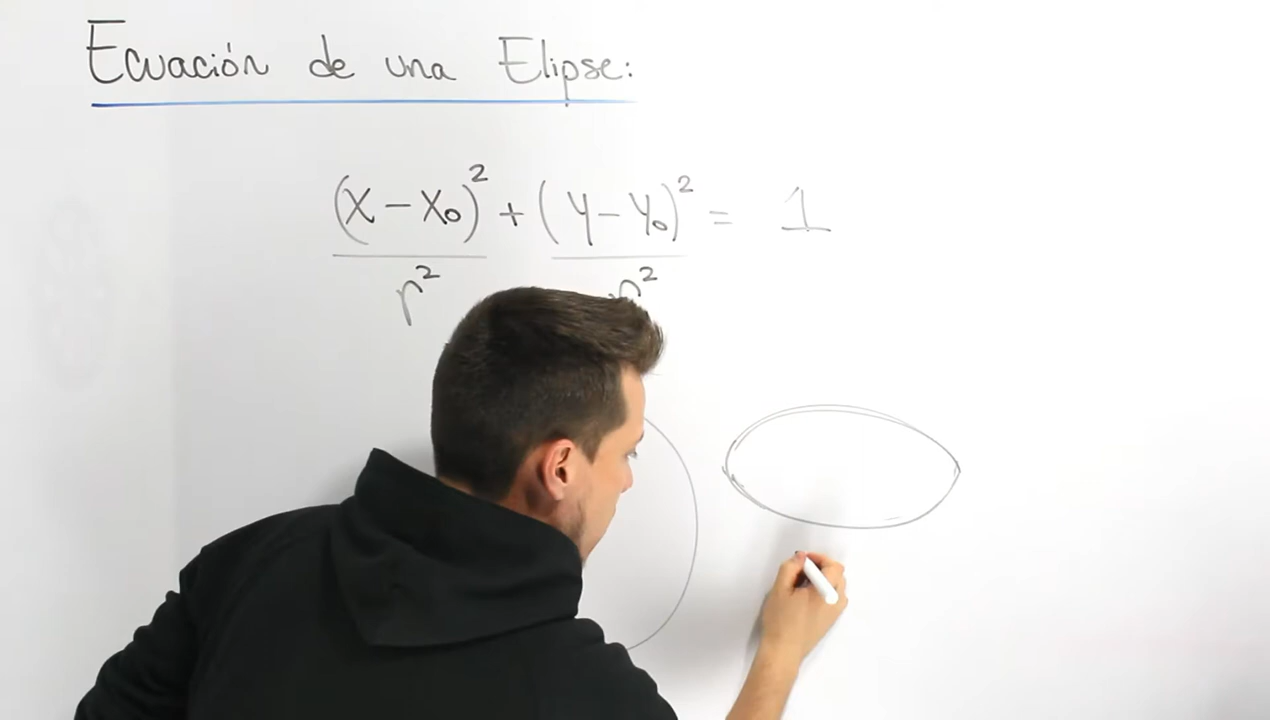 Ecuación de una Elipse:
(x-x₀)² + (y-y₀)² = 1
r² r²